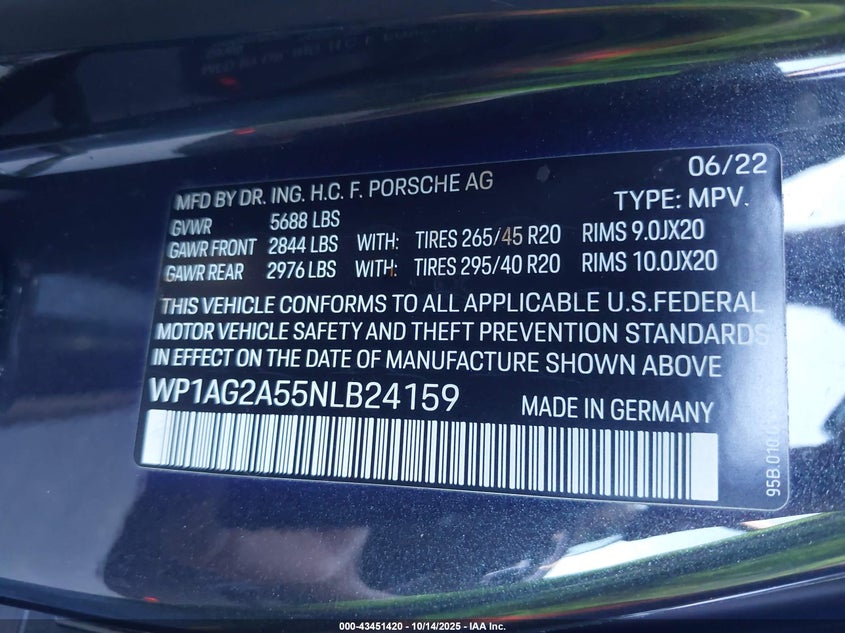 06/22
MFD BY DR. ING. H.C. F. PORSCHE AG
TYPE: MPV.
GVWR 5688 LBS
GAWR FRONT 2844 LBS WITH: TIRES 265/45 R20 RIMS 9.0JX20
GAWR REAR 2976 LBS WITH: TIRES 295/40 R20 RIMS 10.0JX20
THIS VEHICLE CONFORMS TO ALL APPLICABLE U.S.FEDERAL
MOTOR VEHICLE SAFETY AND THEFT PREVENTION STANDARDS
IN EFFECT ON THE DATE OF MANUFACTURE SHOWN ABOVE
WP1AG2A55NLB24159 MADE IN GERMANY
000-43451420 - 10/14/2025 - IAA Inc.